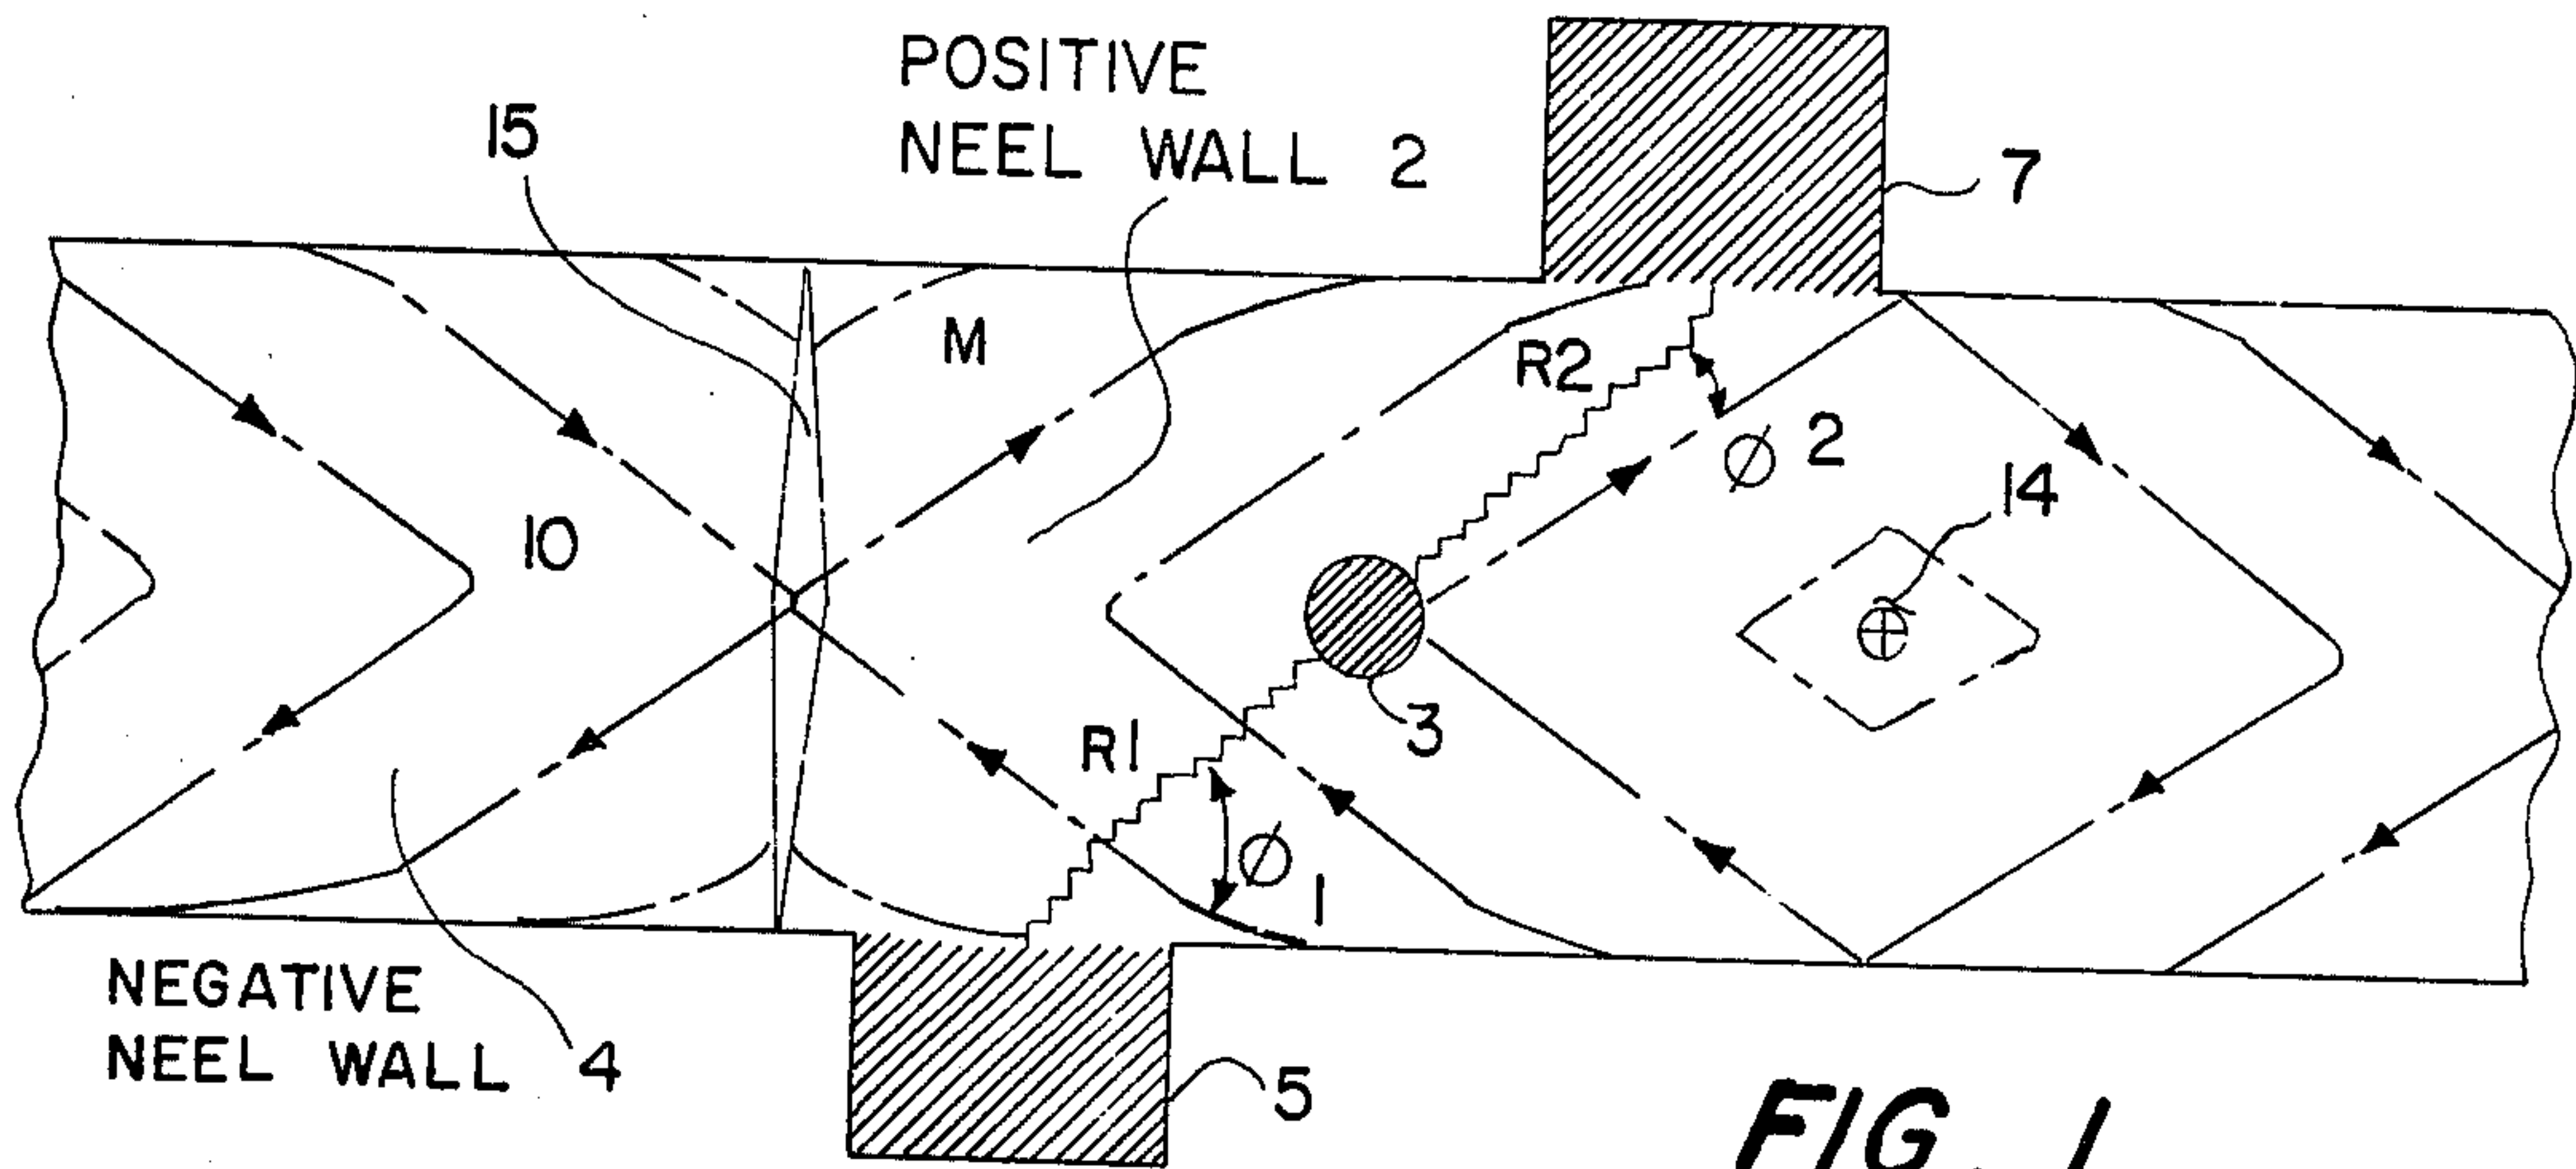 POSITIVE
NEEL WALL 2
15
7
M
R2
ϕ 2
14
10
R1
3
ϕ 1
NEGATIVE
NEEL WALL 4
5
FIG. 1